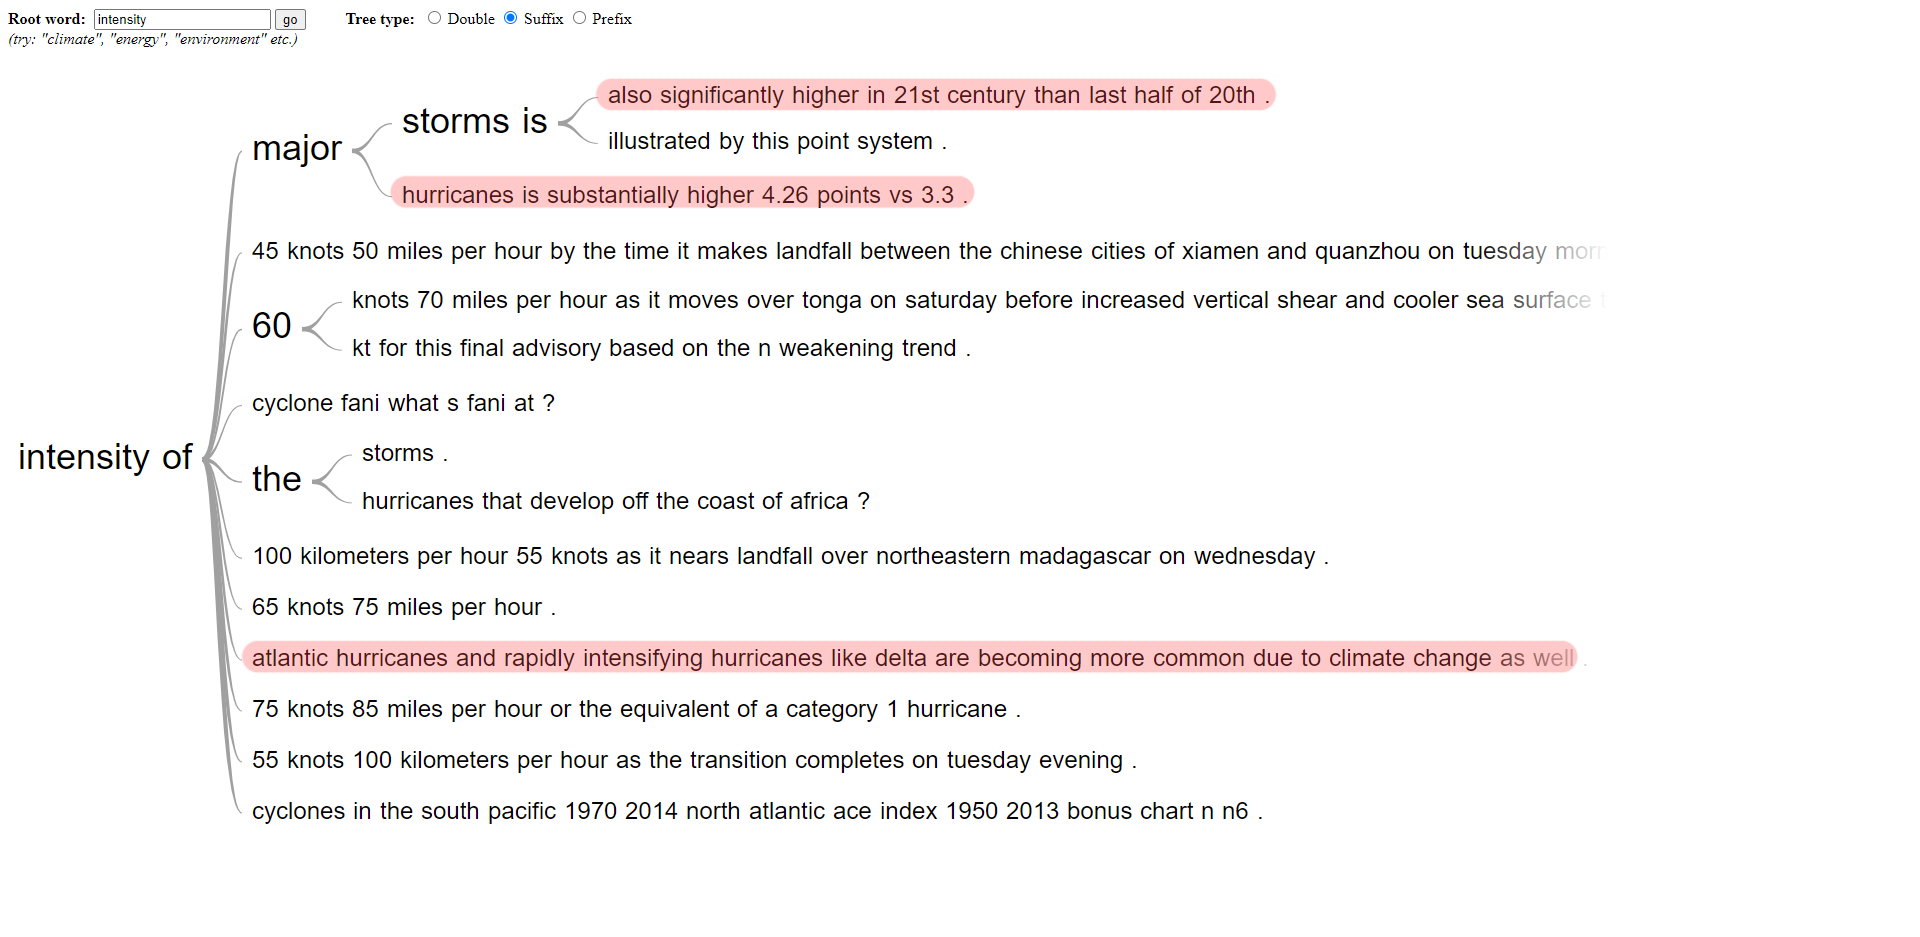 Root word: intensity go Tree type: Double Suffix Prefix
(try: "climate", "energy", "environment" etc.)
also significantly higher in 21st century than last half of 20th .
storms is
illustrated by this point system .
major
hurricanes is substantially higher 4.26 points vs 3.3 .
45 knots 50 miles per hour by the time it makes landfall between the chinese cities of xiamen and quanzhou on tuesday
knots 70 miles per hour as it moves over tonga on saturday before increased vertical shear and cooler sea surface
60
kt for this final advisory based on the n weakening trend .
cyclone fani what s fani at ?
intensity of
storms .
the
hurricanes that develop off the coast of africa ?
100 kilometers per hour 55 knots as it nears landfall over northeastern madagascar on wednesday .
65 knots 75 miles per hour .
atlantic hurricanes and rapidly intensifying hurricanes like delta are becoming more common due to climate change as well .
75 knots 85 miles per hour or the equivalent of a category 1 hurricane .
55 knots 100 kilometers per hour as the transition completes on tuesday evening .
cyclones in the south pacific 1970 2014 north atlantic ace index 1950 2013 bonus chart n n6 .